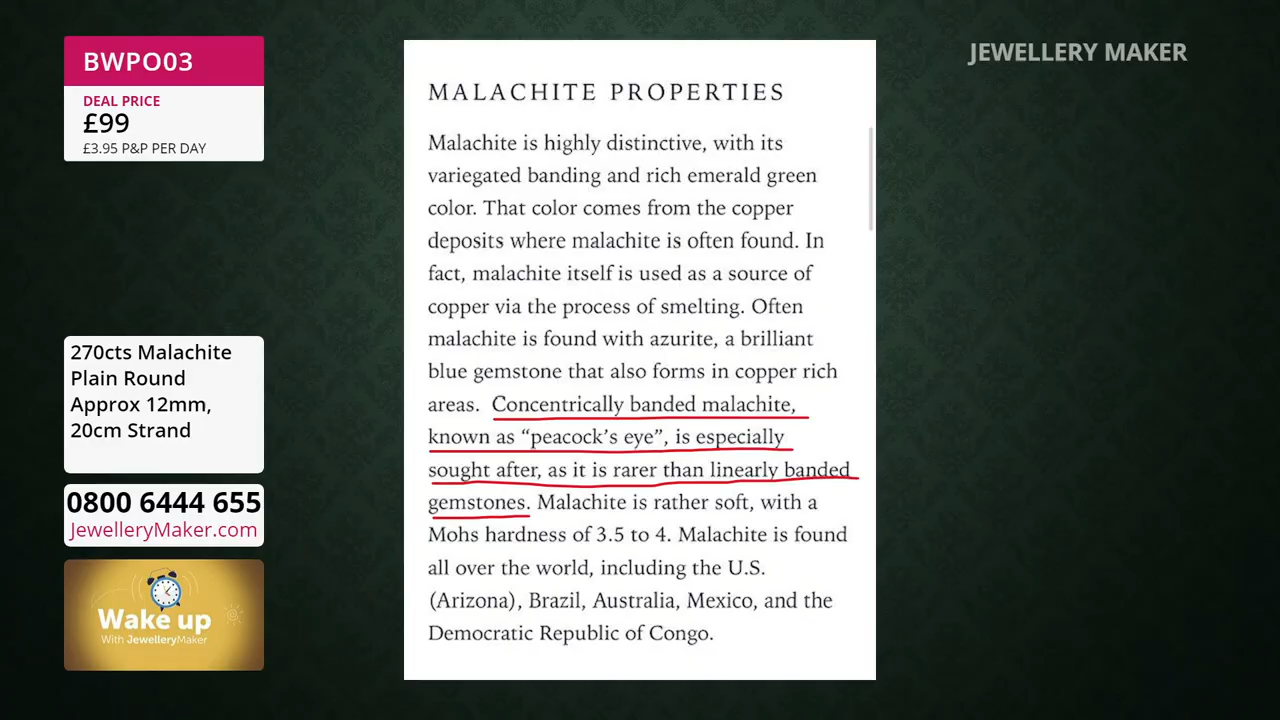 BWPO03
DEAL PRICE
£99
£3.95 P&P PER DAY
270cts Malachite
Plain Round
Approx 12mm,
20cm Strand
0800 6444 655
JewelleryMaker.com
Wake up
With JewelleryMaker
MALACHITE PROPERTIES
Malachite is highly distinctive, with its
variegated banding and rich emerald green
color. That color comes from the copper
deposits where malachite is often found. In
fact, malachite itself is used as a source of
copper via the process of smelting. Often
malachite is found with azurite, a brilliant
blue gemstone that also forms in copper rich
areas. Concentrically banded malachite,
known as “peacock’s eye”, is especially
sought after, as it is rarer than linearly banded
gemstones. Malachite is rather soft, with a
Mohs hardness of 3.5 to 4. Malachite is found
all over the world, including the U.S.
(Arizona), Brazil, Australia, Mexico, and the
Democratic Republic of Congo.
JEWELLERY MAKER